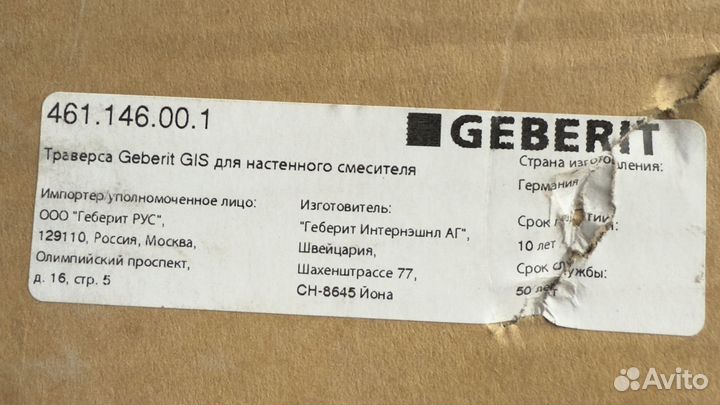 461.146.00.1
GEBERIT
Траверса Geberit GIS для настенного смесителя
Импортер/уполномоченное лицо:
ООО "Геберит РУС",
129110, Россия, Москва,
Олимпийский проспект,
д. 16, стр. 5
Изготовитель:
"Геберит Интернэшнл АГ",
Швейцария,
Шахенштрассе 77,
CH-8645 Йона
Страна изготовления:
Германия
Срок
10 лет
Срок службы:
50 лет
Avito